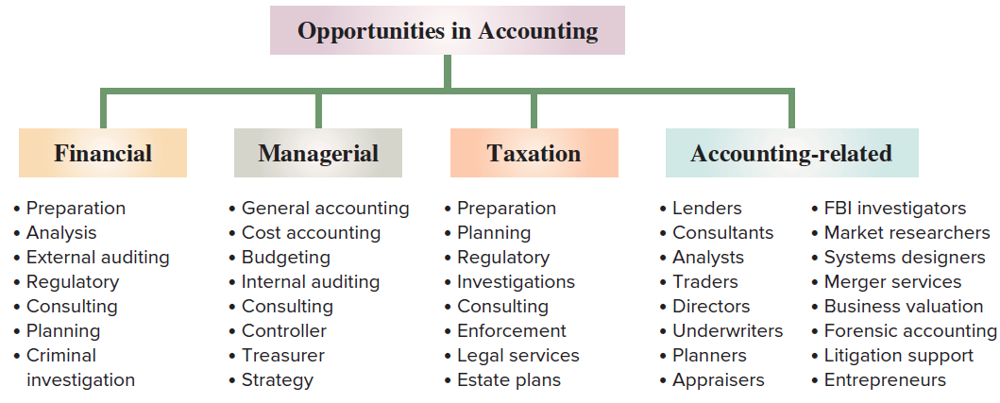 Opportunities in Accounting
Financial
• Preparation
• Analysis
• External auditing
• Regulatory
• Consulting
• Planning
• Criminal
investigation
Managerial
• General accounting
• Cost accounting
• Budgeting
• Internal auditing
• Consulting
• Controller
• Treasurer
• Strategy
Taxation
• Preparation
• Planning
• Regulatory
• Investigations
• Consulting
• Enforcement
• Legal services
• Estate plans
Accounting-related
• Lenders
• Consultants
• Analysts
• Traders
• Directors
• Underwriters
• Planners
• Appraisers
• FBI investigators
• Market researchers
• Systems designers
• Merger services
• Business valuation
• Forensic accounting
• Litigation support
• Entrepreneurs